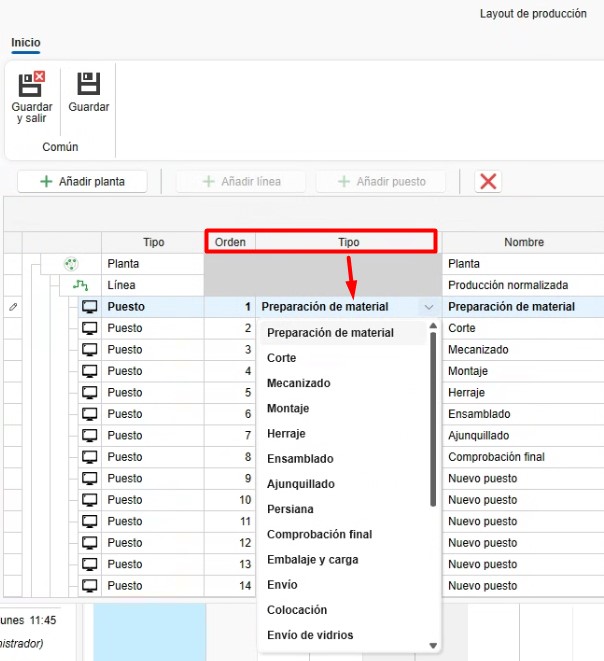 Layout de producción
Inicio
Guardar y salir
Guardar
Común
Añadir planta
Añadir línea
Añadir puesto
Tipo Orden Tipo Nombre
Planta Planta
Línea Producción normalizada
Puesto 1 Preparación de material Preparación de material
Puesto 2 Corte
Puesto 3 Mecanizado
Puesto 4 Montaje
Puesto 5 Herraje
Puesto 6 Ensamblado
Puesto 7 Ajunquillado
Puesto 8 Comprobación final
Puesto 9 Nuevo puesto
Puesto 10 Nuevo puesto
Puesto 11 Nuevo puesto
Puesto 12 Nuevo puesto
Puesto 13 Nuevo puesto
Puesto 14 Nuevo puesto
Preparación de material
Corte
Mecanizado
Montaje
Herraje
Ensamblado
Ajunquillado
Persiana
Comprobación final
Embalaje y carga
Envío
Colocación
Envío de vidrios
unes 11:45
nistrador)